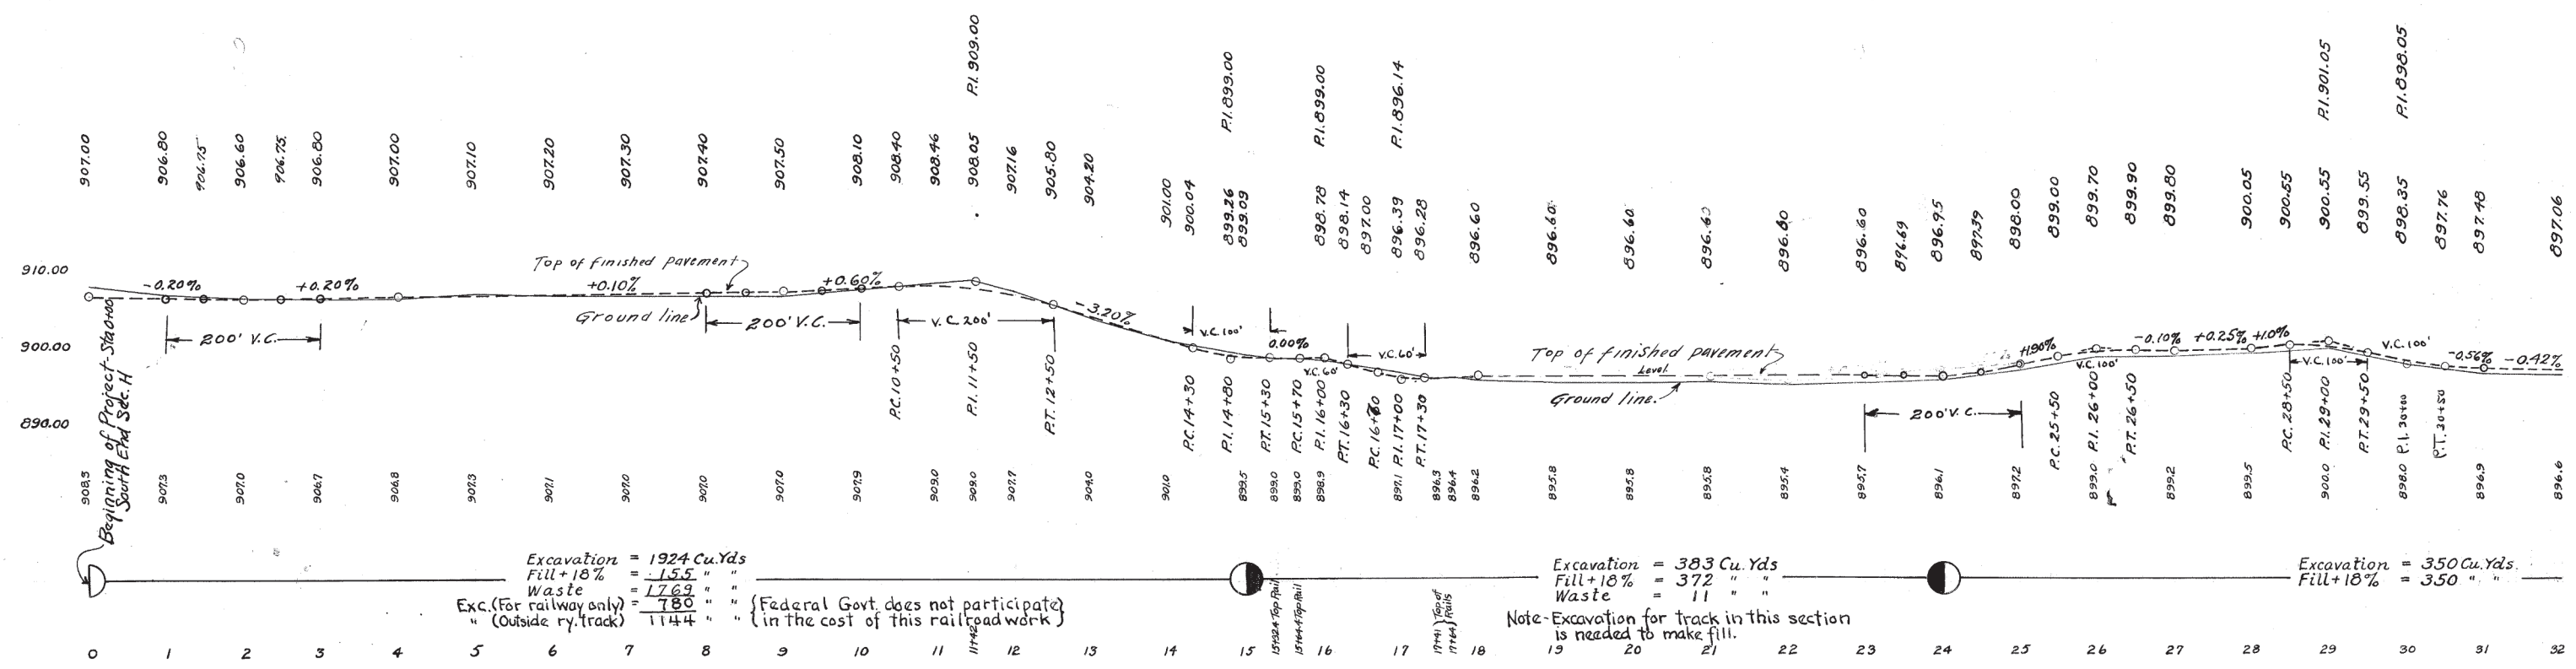 P.I. 909.00
P.I. 899.00
P.I. 899.00
P.I. 896.14
P.I. 901.05
P.I. 898.05
907.00
906.80
906.75
906.60
906.75
906.80
907.00
907.10
907.20
907.30
907.40
907.50
908.10
908.40
908.46
908.05
907.16
905.80
904.20
901.00
900.04
899.26
899.09
898.78
898.14
897.00
896.39
896.28
896.60
896.60
896.60
896.60
896.60
896.60
896.69
896.95
897.39
898.00
899.00
899.70
899.90
899.80
900.05
900.55
900.55
899.55
898.35
897.76
897.48
897.06
910.00
900.00
890.00
-0.20%
+0.20%
Top of finished pavement
+0.10%
+0.60%
-3.20%
0.00%
Top of finished pavement
Level
+1.90%
-0.10%
+0.25%
+1.0%
-0.56%
-0.42%
200' V.C.
Ground line
200' V.C.
V.C. 200'
V.C. 100'
V.C. 60'
V.C. 60'
Ground line.
200' V.C.
V.C. 100'
V.C. 100'
V.C. 100'
Beginning of Project-Sta 0+00
South End Sec. H
P.C. 10+50
P.I. 11+50
P.T. 12+50
P.C. 14+30
P.I. 14+80
P.T. 15+30
P.C. 15+70
P.I. 16+00
P.T. 16+30
P.I. 17+00
P.T. 17+30
P.C. 25+50
P.I. 26+00
P.T. 26+50
P.C. 28+50
P.I. 29+00
P.T. 29+50
P.I. 30+00
P.T. 30+50
908.3
907.3
907.0
906.7
906.8
907.3
907.1
907.0
907.0
907.0
907.9
909.0
909.0
907.7
904.0
901.0
899.5
899.0
899.0
898.9
897.1
896.3
896.4
896.2
895.8
895.8
895.8
895.4
895.7
896.1
897.2
899.0
899.2
899.5
900.0
898.0
896.9
896.6
Excavation = 1924 Cu. Yds
Fill + 18% = 155 " "
Waste = 1769 " "
Exc. (For railway only) = 780 " "
" (Outside ry. track) 1144 " "
{Federal Govt. does not participate}
{in the cost of this railroad work}
Excavation = 383 Cu. Yds
Fill + 18% = 372 " "
Waste = 11 " "
Note-Excavation for track in this section
is needed to make fill.
Excavation = 350 Cu. Yds.
Fill + 18% = 350 " "
11+42
15+32.4 Top Rail
15+64.4 Top Rail
17+41 } Top of
17+64 } Rails
0 1 2 3 4 5 6 7 8 9 10 11 12 13 14 15 16 17 18 19 20 21 22 23 24 25 26 27 28 29 30 31 32